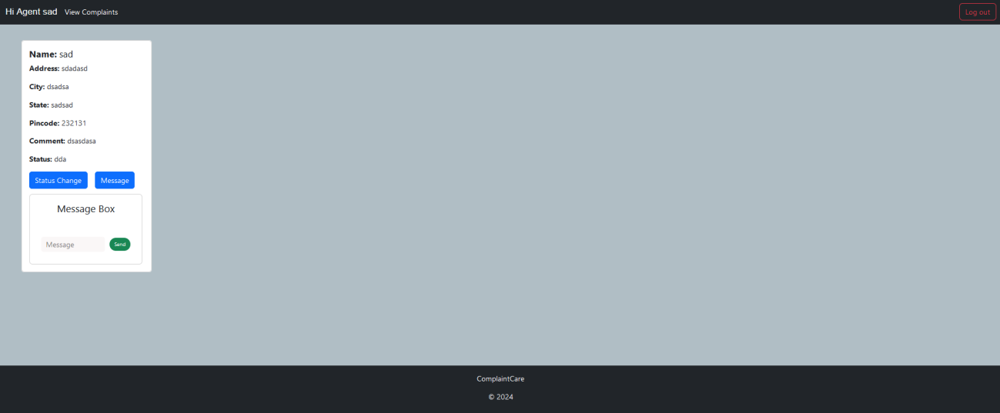 Hi Agent sad View Complaints Log out
Name: sad
Address: sdadasd
City: dsadsa
State: sadsad
Pincode: 232131
Comment: dsasdasa
Status: dda
Status Change Message
Message Box
Message Send
ComplaintCare
© 2024